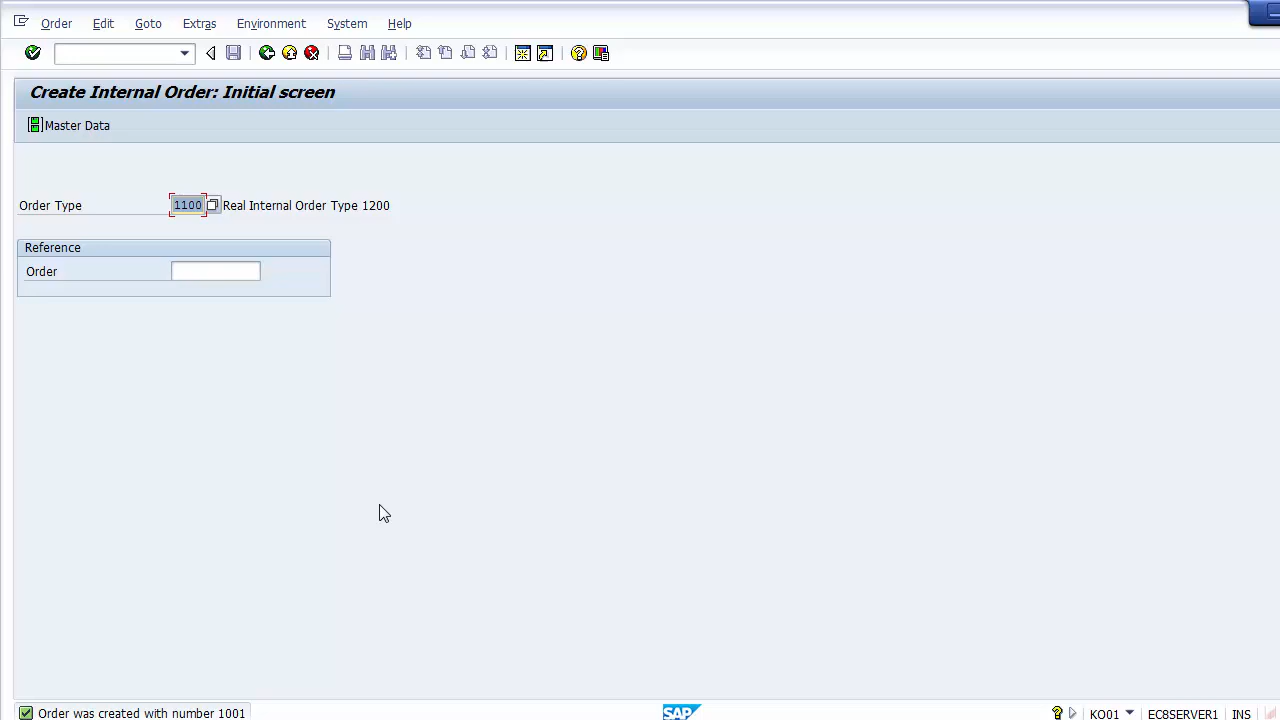 Order Edit Goto Extras Environment System Help
Create Internal Order: Initial screen
Master Data
Order Type 1100 Real Internal Order Type 1200
Reference
Order
Order was created with number 1001 SAP KO01 EC8SERVER1 INS